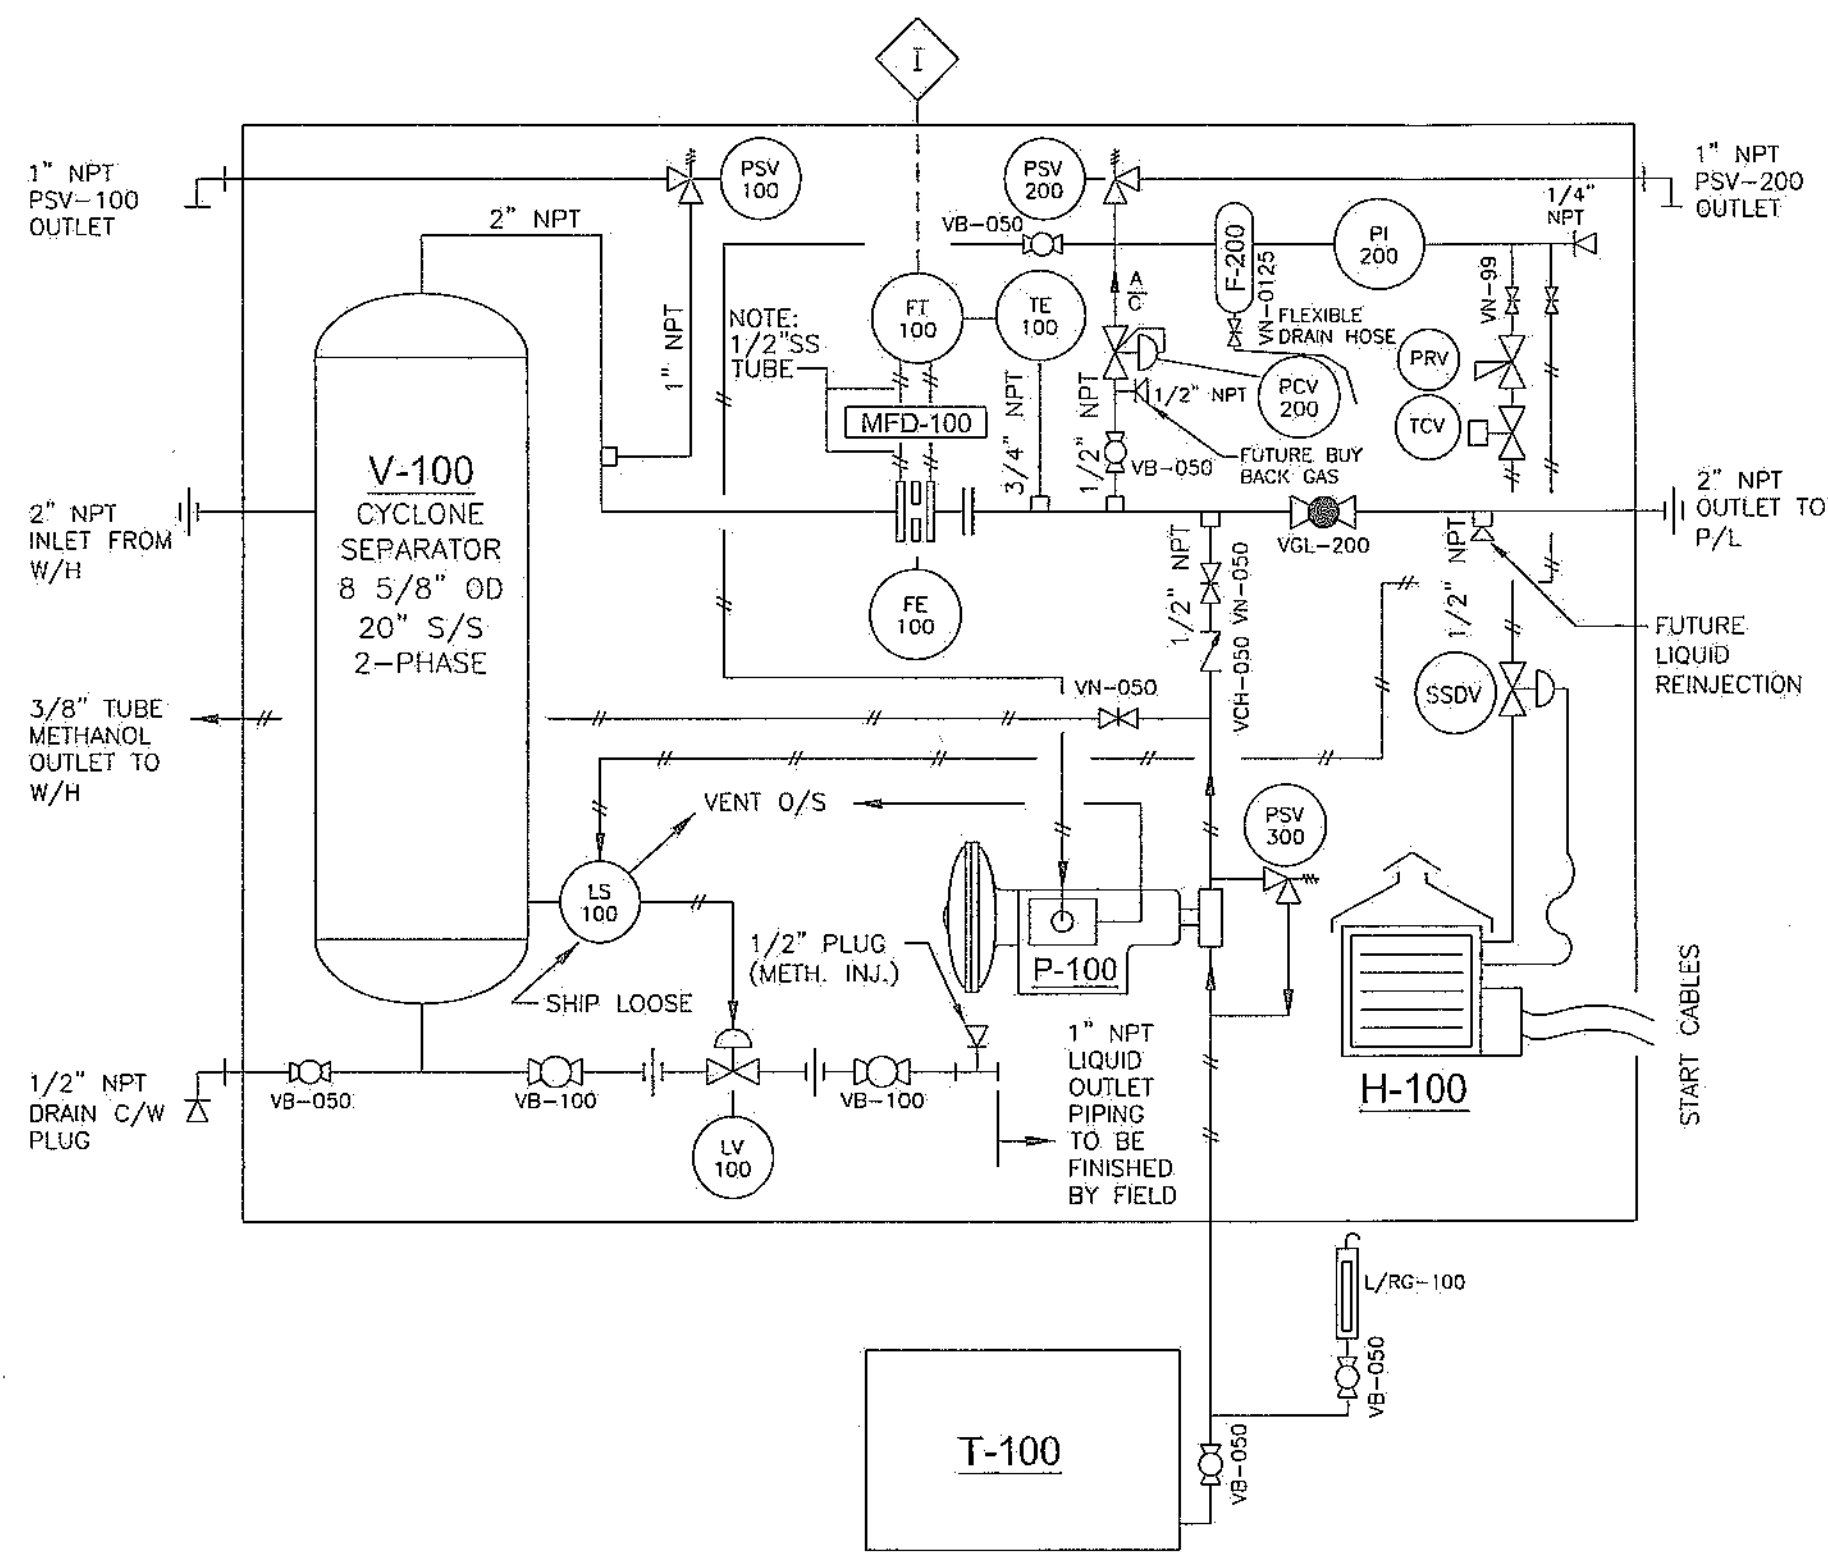 I
1" NPT
PSV-100
OUTLET
PSV
100
PSV
200
1" NPT
PSV-200
OUTLET
1/4"
NPT
2" NPT
VB-050
F-200
PI
200
VN-99
1" NPT
NOTE:
1/2"SS
TUBE
FT
100
TE
100
A
C
VN-0125
FLEXIBLE
DRAIN HOSE
PRV
PCV
200
TCV
MFD-100
3/4" NPT
1/2" NPT
1/2" NPT
VB-050
FUTURE BUY
BACK GAS
V-100
CYCLONE
SEPARATOR
8 5/8" OD
20" S/S
2-PHASE
2" NPT
INLET FROM
W/H
2" NPT
OUTLET TO
P/L
VGL-200
FE
100
1/2" NPT
VCH-050 VN-050
1/2" NPT
FUTURE
LIQUID
REINJECTION
SSDV
3/8" TUBE
METHANOL
OUTLET TO
W/H
VN-050
VENT O/S
PSV
300
LS
100
1/2" PLUG
(METH. INJ.)
P-100
SHIP LOOSE
START CABLES
H-100
1/2" NPT
DRAIN C/W
PLUG
VB-050
VB-100
VB-100
LV
100
1" NPT
LIQUID
OUTLET
PIPING
TO BE
FINISHED
BY FIELD
L/RG-100
VB-050
T-100
VB-050